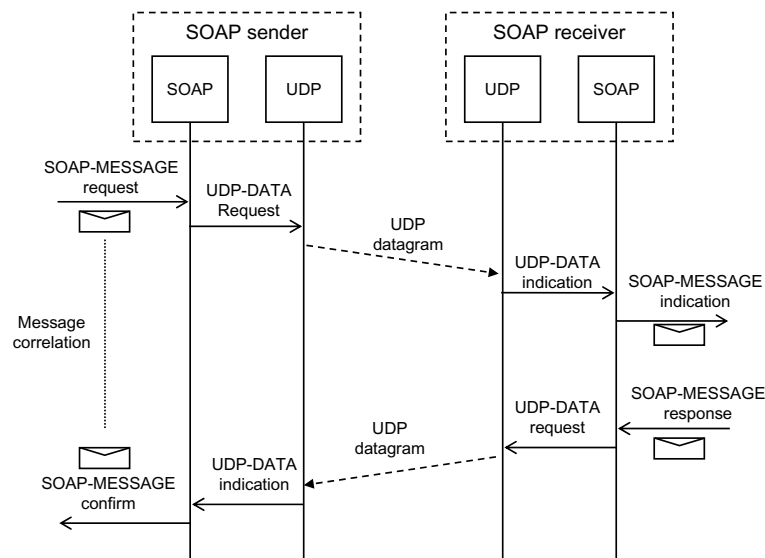 SOAP sender
SOAP receiver
SOAP
UDP
UDP
SOAP
SOAP-MESSAGE
request
UDP-DATA
Request
UDP
datagram
UDP-DATA
indication
SOAP-MESSAGE
indication
Message
correlation
SOAP-MESSAGE
response
UDP-DATA
request
UDP
datagram
UDP-DATA
indication
SOAP-MESSAGE
confirm